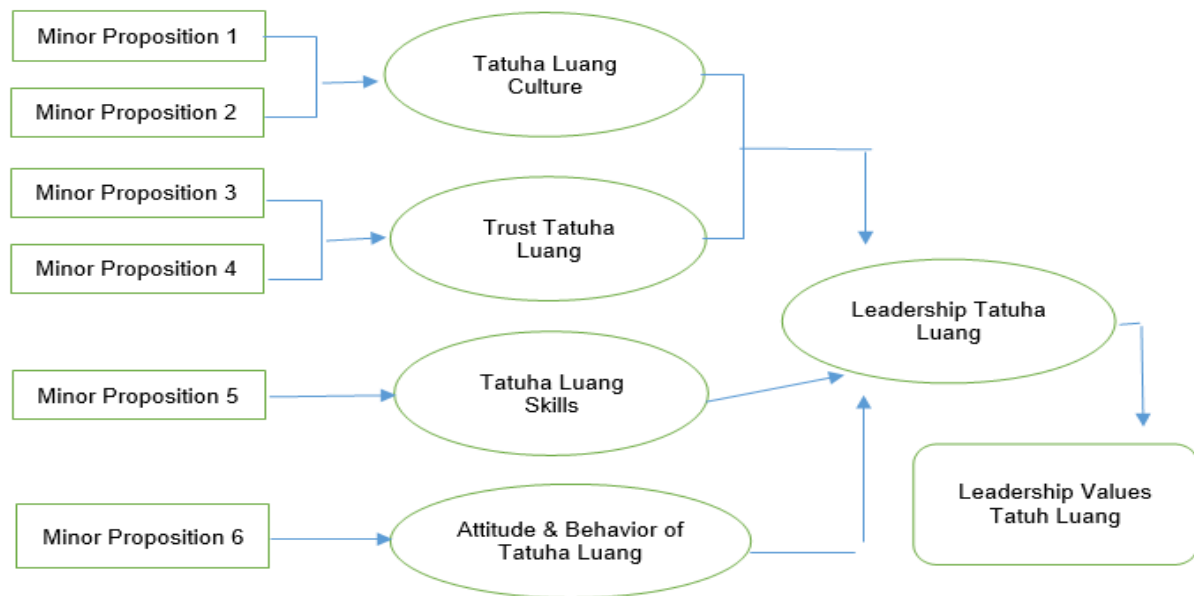 Minor Proposition 1
Minor Proposition 2
Tatuha Luang
Culture
Minor Proposition 3
Minor Proposition 4
Trust Tatuha
Luang
Minor Proposition 5
Tatuha Luang
Skills
Minor Proposition 6
Attitude & Behavior of
Tatuha Luang
Leadership Tatuha
Luang
Leadership Values
Tatuh Luang